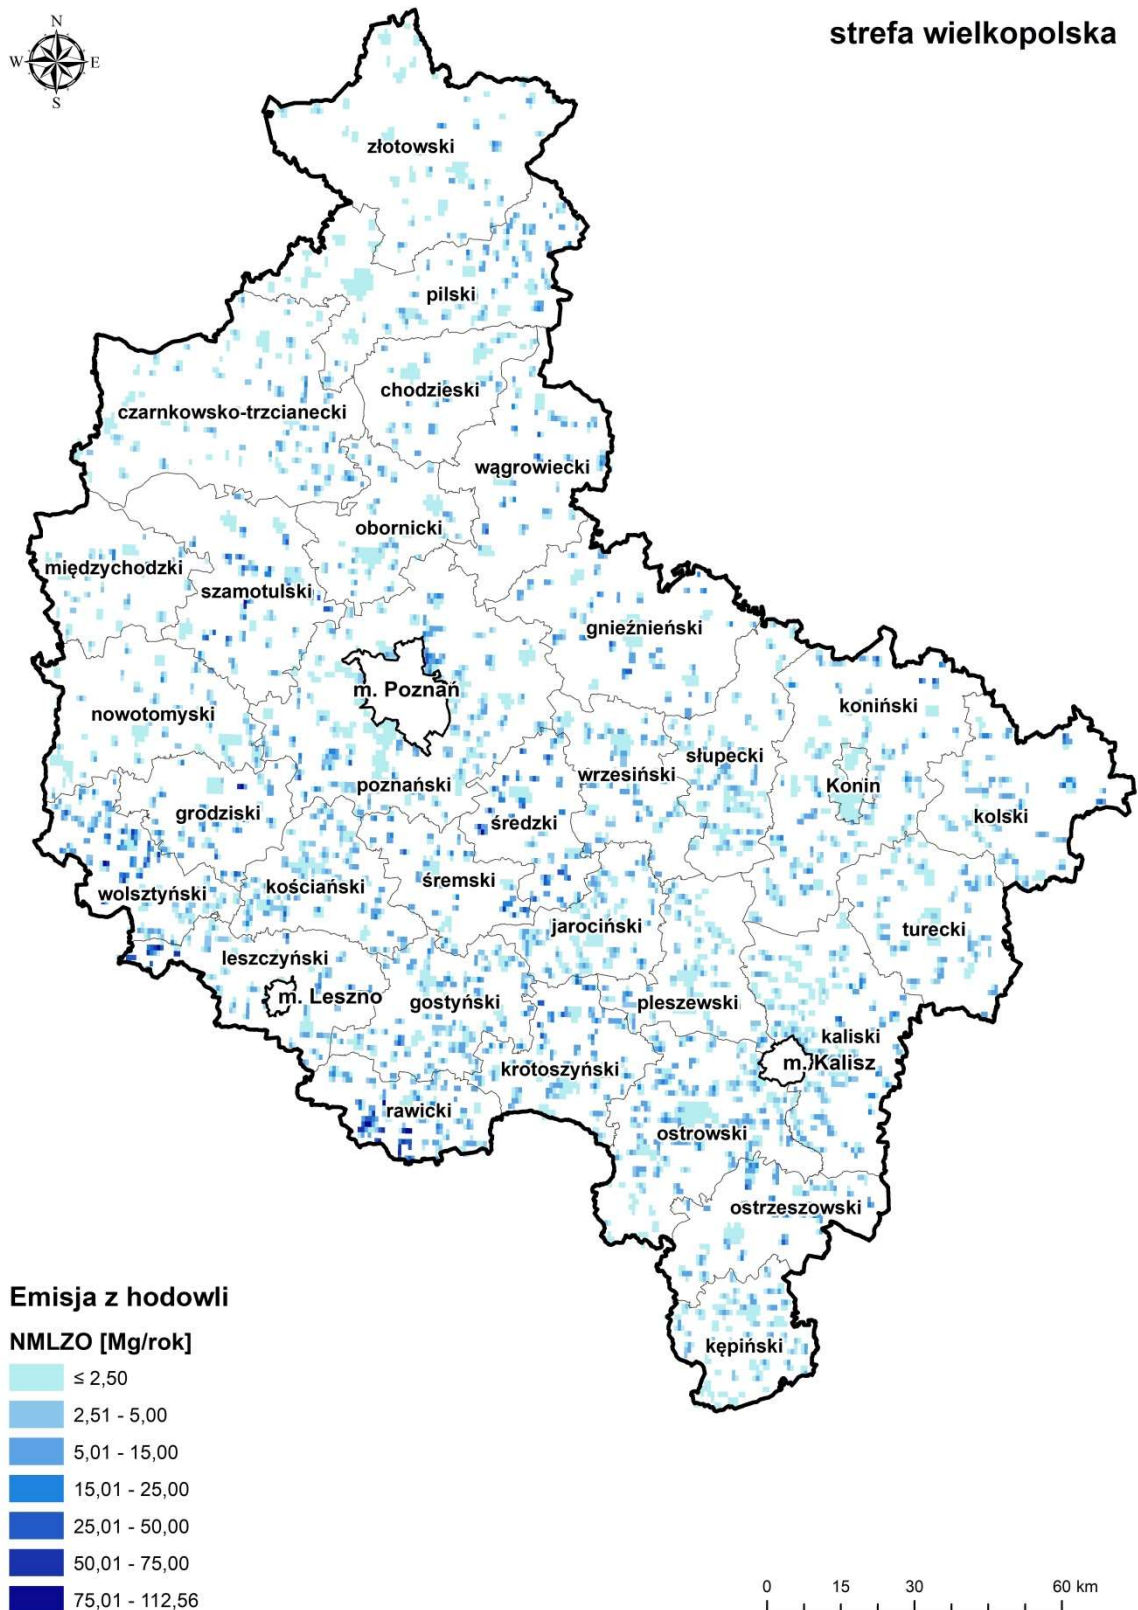 N
W E
S
strefa wielkopolska
złotowski
pilski
chodzieski
czarnkowsko-trzcianecki
wągrowiecki
obornicki
międzychodzki
szamotulski
gnieźnieński
m. Poznań
nowotomyski
koniński
słupecki
wrzesiński
poznański
Konin
grodziski
średzki
kolski
wolsztyński
kościański
śremski
jarociński
turecki
leszczyński
m. Leszno
gostyński
pleszewski
kaliski
m. Kalisz
krotoszyński
rawicki
ostrowski
ostrzeszowski
kępiński
Emisja z hodowli
NMLZO [Mg/rok]
≤ 2,50
2,51 - 5,00
5,01 - 15,00
15,01 - 25,00
25,01 - 50,00
50,01 - 75,00
75,01 - 112,56
0 15 30 60 km